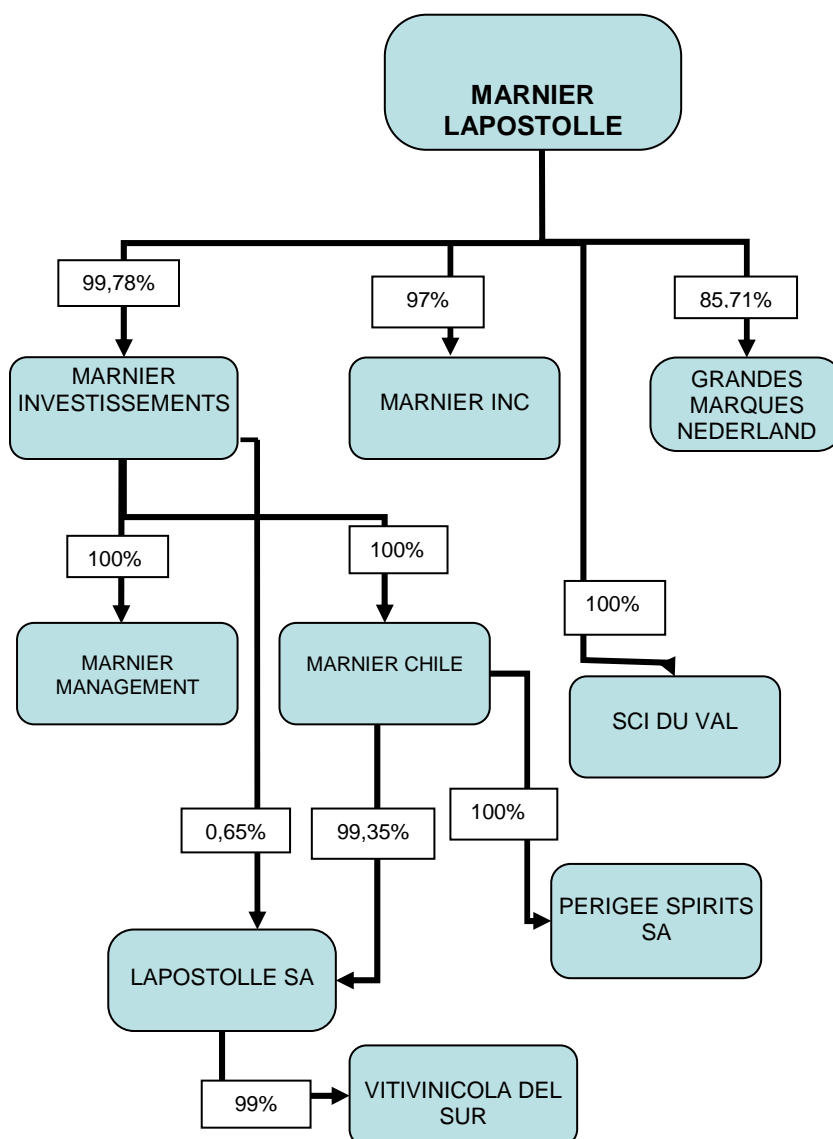 MARNIER
LAPOSTOLLE
99,78%
97%
85,71%
MARNIER
INVESTISSEMENTS
MARNIER INC
GRANDES
MARQUES
NEDERLAND
100%
100%
100%
MARNIER
MANAGEMENT
MARNIER CHILE
SCI DU VAL
0,65%
99,35%
100%
PERIGEE SPIRITS
SA
LAPOSTOLLE SA
99%
VITIVINICOLA DEL
SUR